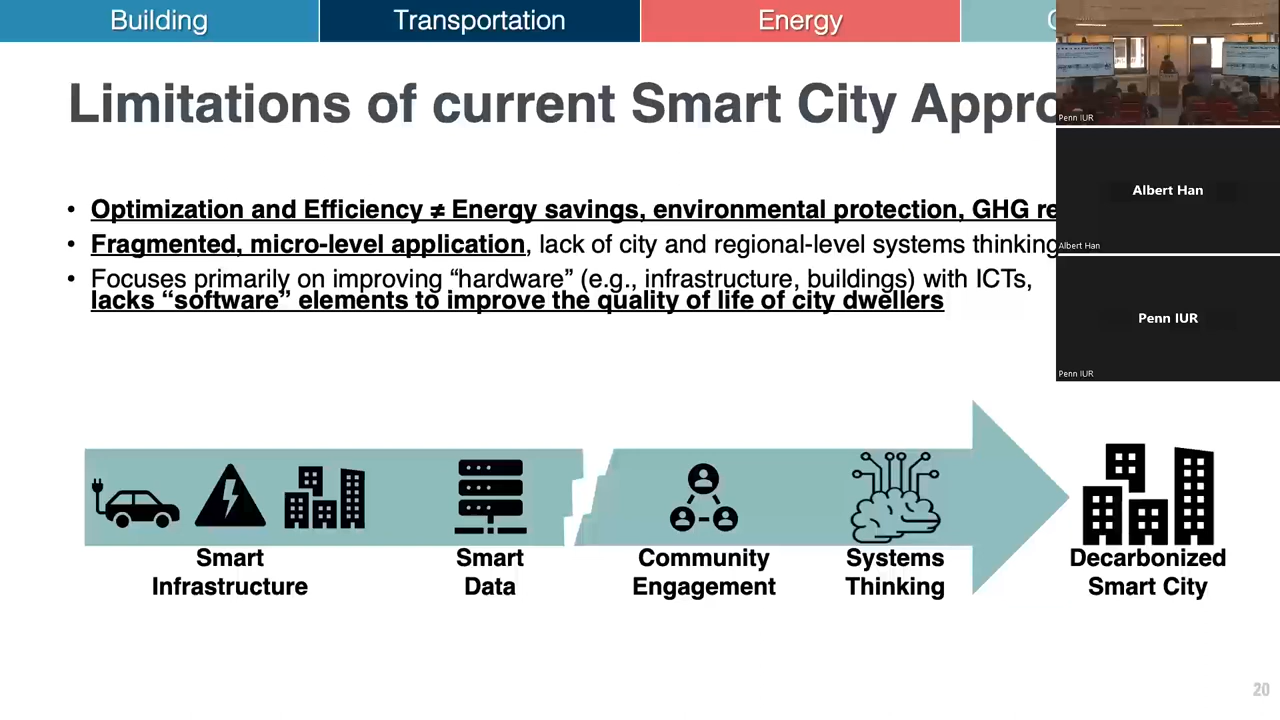 Building
Transportation
Energy
Limitations of current Smart City Appro
• Optimization and Efficiency ≠ Energy savings, environmental protection, GHG re
• Fragmented, micro-level application, lack of city and regional-level systems thinking
• Focuses primarily on improving “hardware” (e.g., infrastructure, buildings) with ICTs,
lacks “software” elements to improve the quality of life of city dwellers
Smart
Infrastructure
Smart
Data
Community
Engagement
Systems
Thinking
Decarbonized
Smart City
20
Penn IUR
Albert Han
Albert Han
Penn IUR
Penn IUR